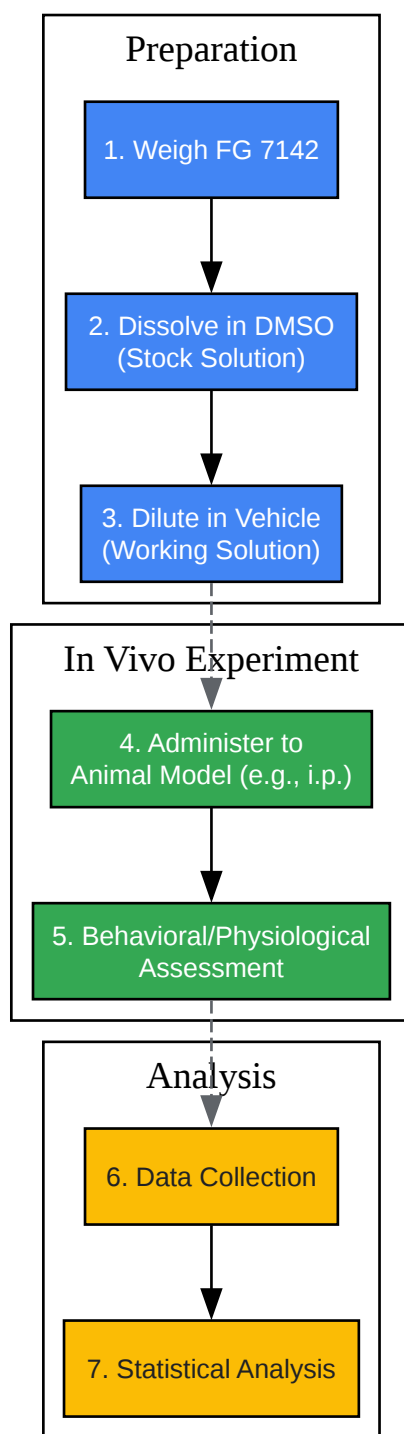 Preparation
1. Weigh FG 7142
2. Dissolve in DMSO
(Stock Solution)
3. Dilute in Vehicle
(Working Solution)
In Vivo Experiment
4. Administer to
Animal Model (e.g., i.p.)
5. Behavioral/Physiological
Assessment
Analysis
6. Data Collection
7. Statistical Analysis